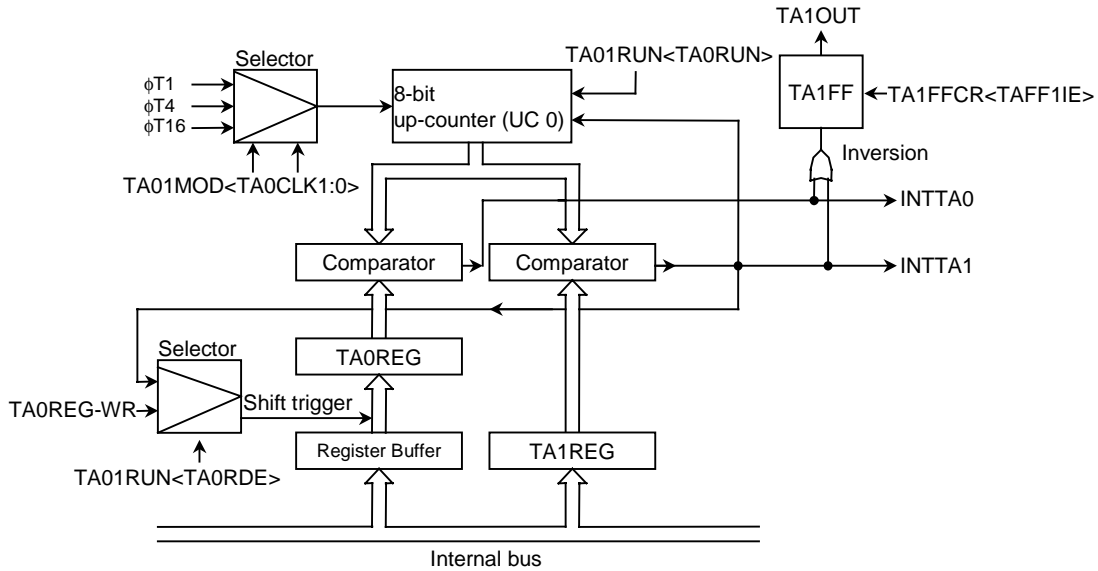 TA1OUT
Selector
TA01RUN<TA0RUN>
ϕT1
ϕT4
ϕT16
8-bit
up-counter (UC 0)
TA1FF
TA1FFCR<TAFF1IE>
Inversion
TA01MOD<TA0CLK1:0>
INTTA0
Comparator
Comparator
INTTA1
Selector
TA0REG
TA0REG-WR
Shift trigger
Register Buffer
TA1REG
TA01RUN<TA0RDE>
Internal bus